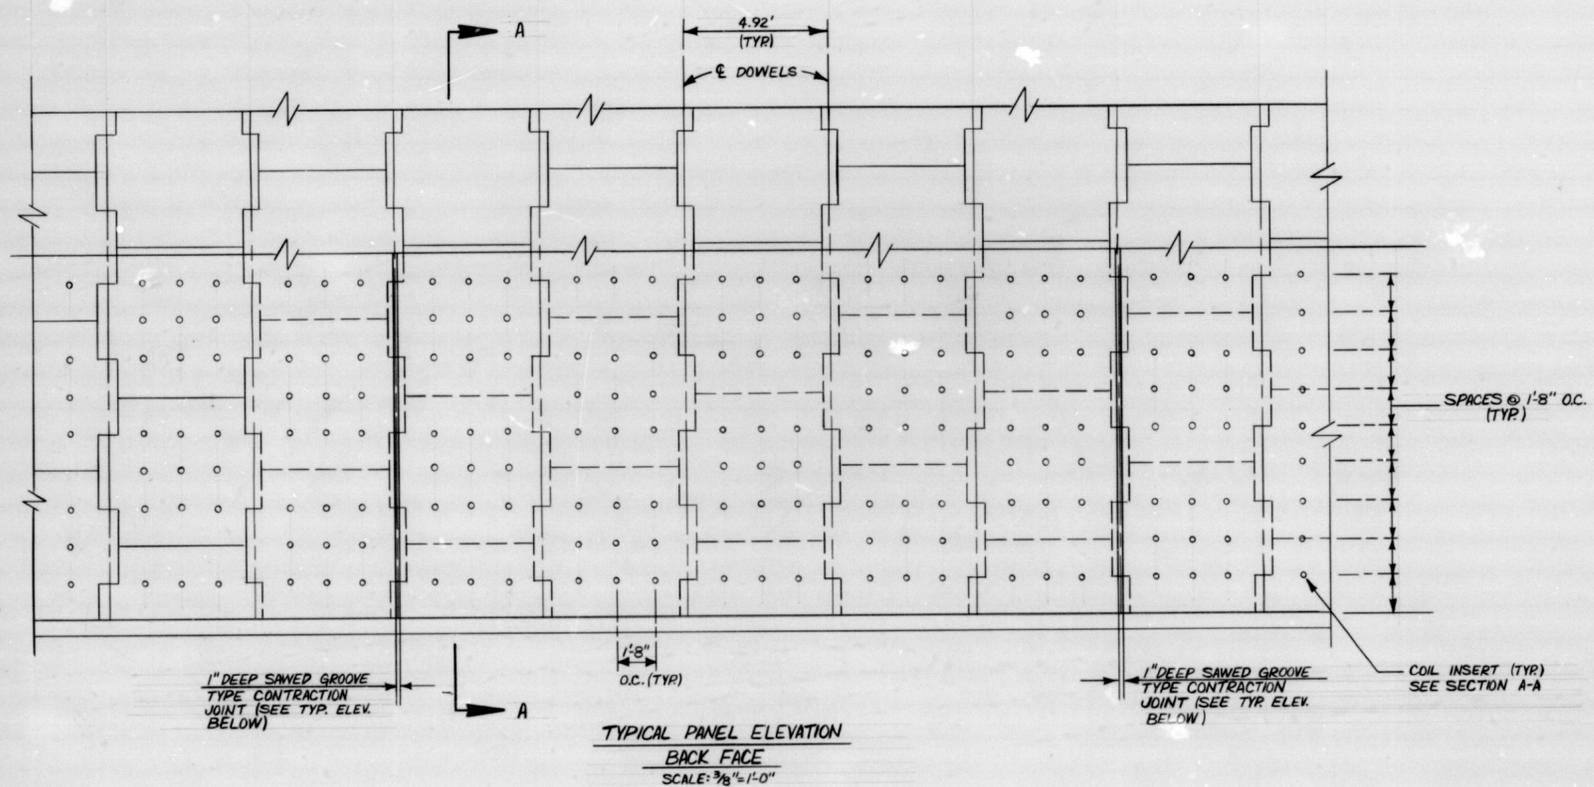 A
4.92'
(TYP.)
℄ DOWELS
SPACES @ 1'-8" O.C.
(TYP.)
1'-8"
O.C. (TYP.)
1" DEEP SAWED GROOVE
TYPE CONTRACTION
JOINT (SEE TYP. ELEV.
BELOW)
A
1" DEEP SAWED GROOVE
TYPE CONTRACTION
JOINT (SEE TYP. ELEV.
BELOW)
COIL INSERT (TYP.)
SEE SECTION A-A
TYPICAL PANEL ELEVATION
BACK FACE
SCALE: 3/8"=1'-0"